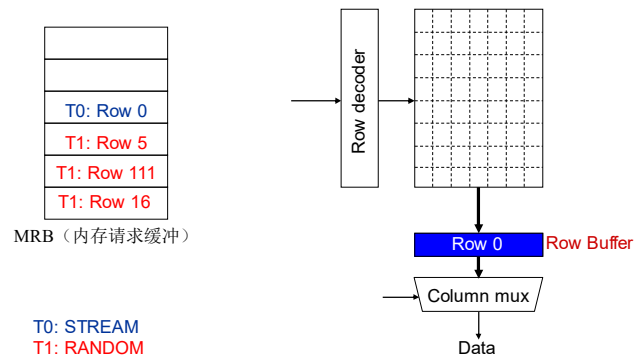 T0: Row 0
T1: Row 5
T1: Row 111
T1: Row 16
MRB（内存请求缓冲）
T0: STREAM
T1: RANDOM
Row decoder
Row 0
Row Buffer
Column mux
Data